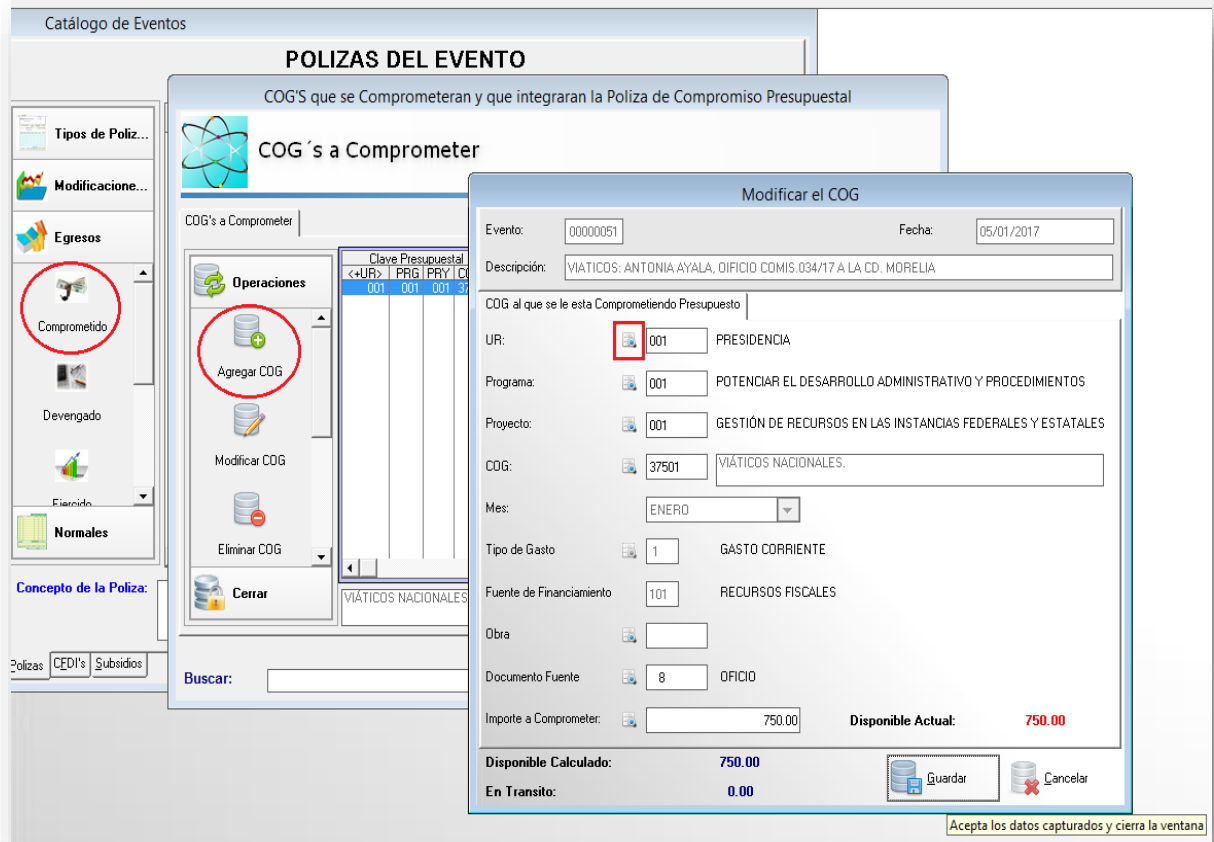 Catálogo de Eventos
POLIZAS DEL EVENTO
Tipos de Poliz...
Modificacione...
Egresos
Comprometido
Devengado
Ejercido
Normales
Concepto de la Poliza:
Polizas CFDI's Subsidios
COG'S que se Comprometeran y que integraran la Poliza de Compromiso Presupuestal
COG´s a Comprometer
COG's a Comprometer
Operaciones
Agregar COG
Modificar COG
Eliminar COG
Cerrar
Clave Presupuestal
<+UR> PRG PRY
001 001 001
VIÁTICOS NACIONALES
Buscar:
Modificar el COG
Evento: 00000051 Fecha: 05/01/2017
Descripción: VIATICOS: ANTONIA AYALA, OIFICIO COMIS.034/17 A LA CD. MORELIA
COG al que se le esta Comprometiendo Presupuesto
UR: 001 PRESIDENCIA
Programa: 001 POTENCIAR EL DESARROLLO ADMINISTRATIVO Y PROCEDIMIENTOS
Proyecto: 001 GESTIÓN DE RECURSOS EN LAS INSTANCIAS FEDERALES Y ESTATALES
COG: 37501 VIÁTICOS NACIONALES.
Mes: ENERO
Tipo de Gasto 1 GASTO CORRIENTE
Fuente de Financiamiento 101 RECURSOS FISCALES
Obra
Documento Fuente 8 OFICIO
Importe a Comprometer: 750.00 Disponible Actual: 750.00
Disponible Calculado: 750.00
En Transito: 0.00
Guardar Cancelar
Acepta los datos capturados y cierra la ventana